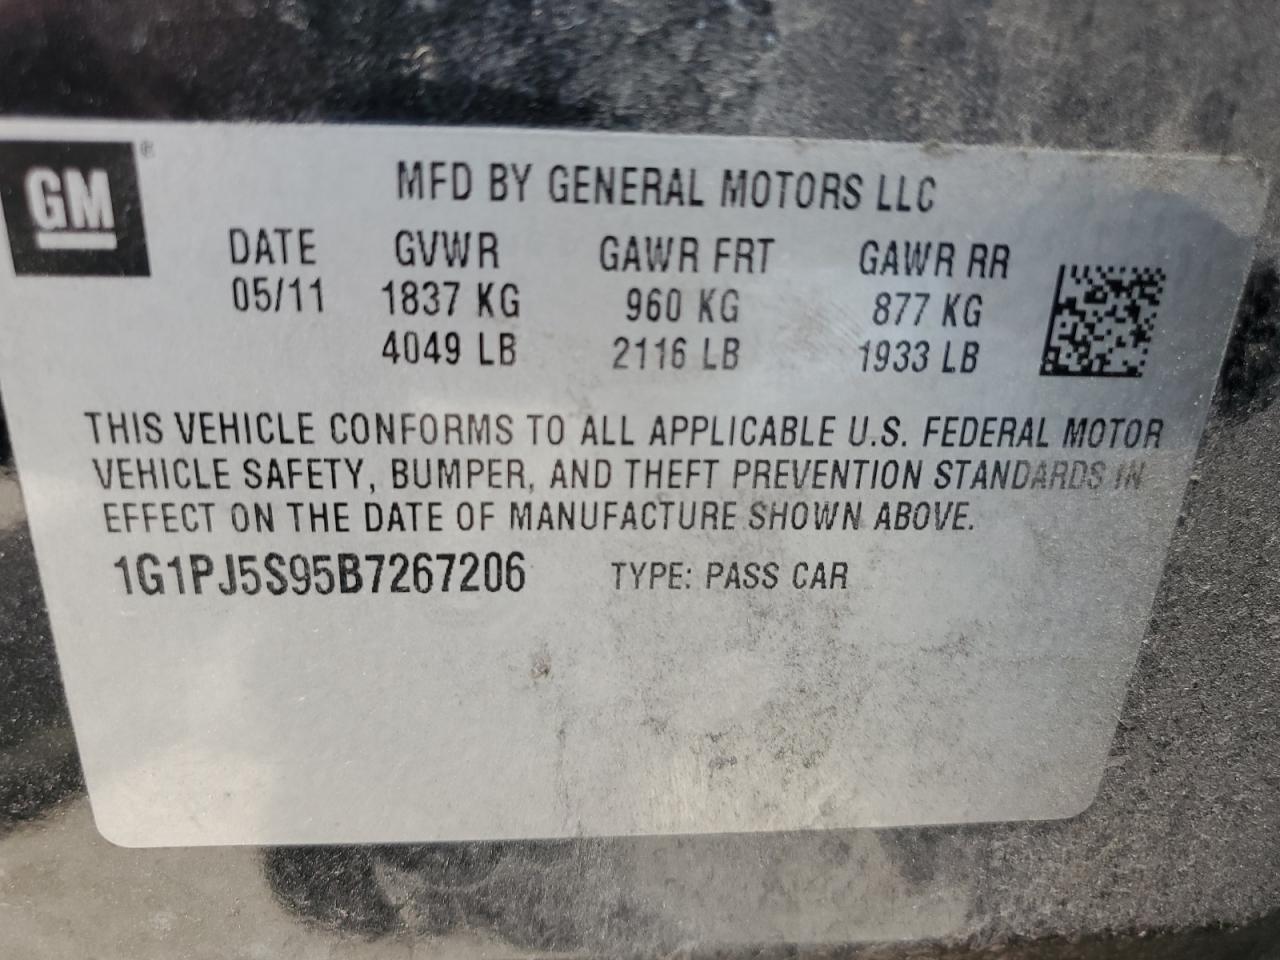 GM ®
MFD BY GENERAL MOTORS LLC
DATE GVWR GAWR FRT GAWR RR
05/11 1837 KG 960 KG 877 KG
4049 LB 2116 LB 1933 LB
THIS VEHICLE CONFORMS TO ALL APPLICABLE U.S. FEDERAL MOTOR
VEHICLE SAFETY, BUMPER, AND THEFT PREVENTION STANDARDS IN
EFFECT ON THE DATE OF MANUFACTURE SHOWN ABOVE.
1G1PJ5S95B7267206 TYPE: PASS CAR